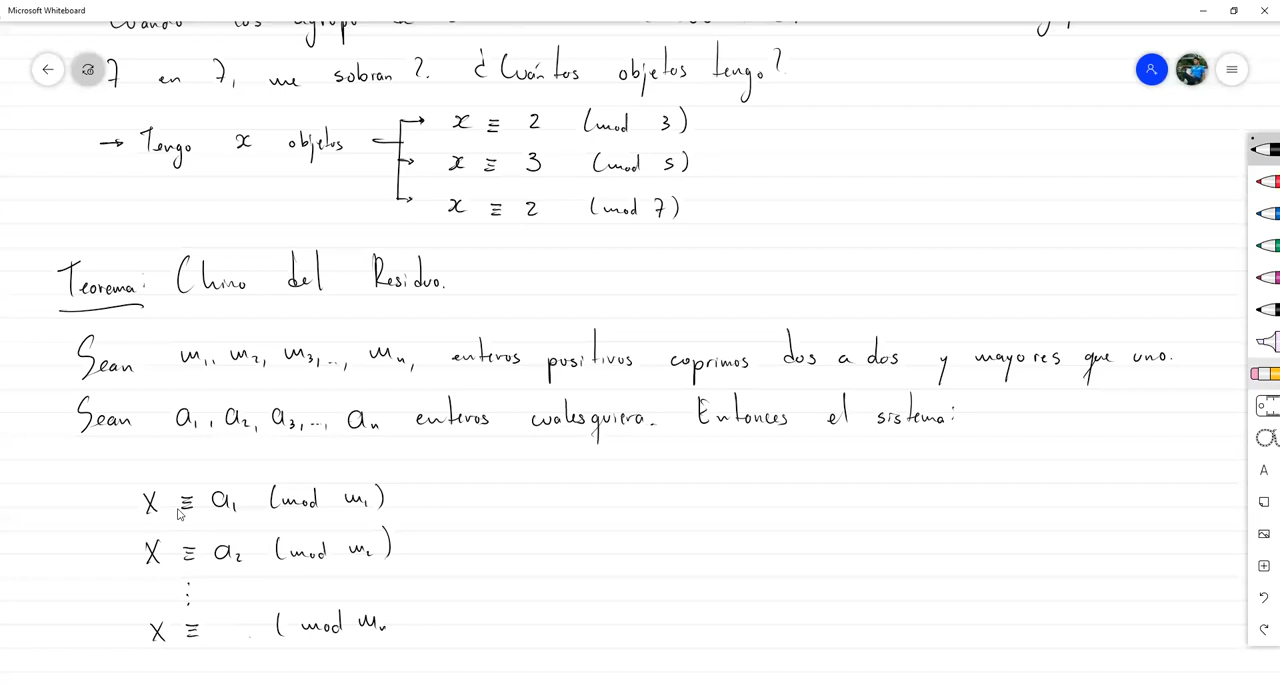 Microsoft Whiteboard
Cuando los agrupo
7 en 7, me sobran 2. ¿Cuántos objetos tengo?
→ Tengo x objetos
x ≡ 2 (mod 3)
x ≡ 3 (mod 5)
x ≡ 2 (mod 7)
Teorema: Chino del Residuo.
Sean m₁, m₂, m₃, ..., mₙ, enteros positivos coprimos dos a dos y mayores que uno.
Sean a₁, a₂, a₃, ..., aₙ enteros cualesquiera. Entonces el sistema:
X ≡ a₁ (mod m₁)
X ≡ a₂ (mod m₂)
⋮
X ≡ (mod mₙ